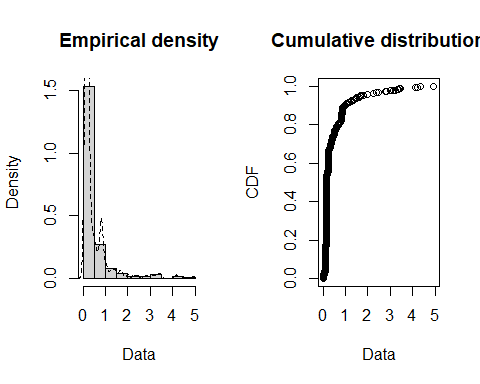 Empirical density
Density
0.0 0.5 1.0 1.5
0 1 2 3 4 5
Data
Cumulative distribution
CDF
0.0 0.2 0.4 0.6 0.8 1.0
0 1 2 3 4 5
Data